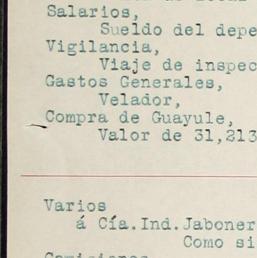 Salarios,
Sueldo del depe
Vigilancia,
Viaje de inspec
Gastos Generales,
Velador,
Compra de Guayule,
Valor de 31,213
Varios
á Cía.Ind.Jaboner
Como si